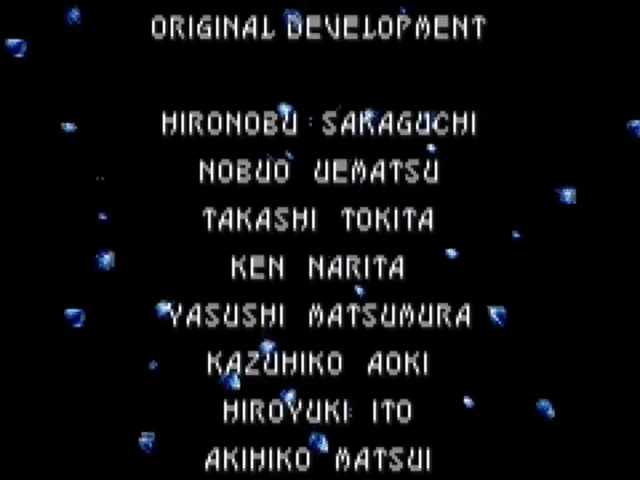 ORIGINAL DEVELOPMENT
HIRONOBU SAKAGUCHI
NOBUO UEMATSU
TAKASHI TOKITA
KEN NARITA
YASUSHI MATSUMURA
KAZUHIKO AOKI
HIROYUKI ITO
AKIHIKO MATSUI